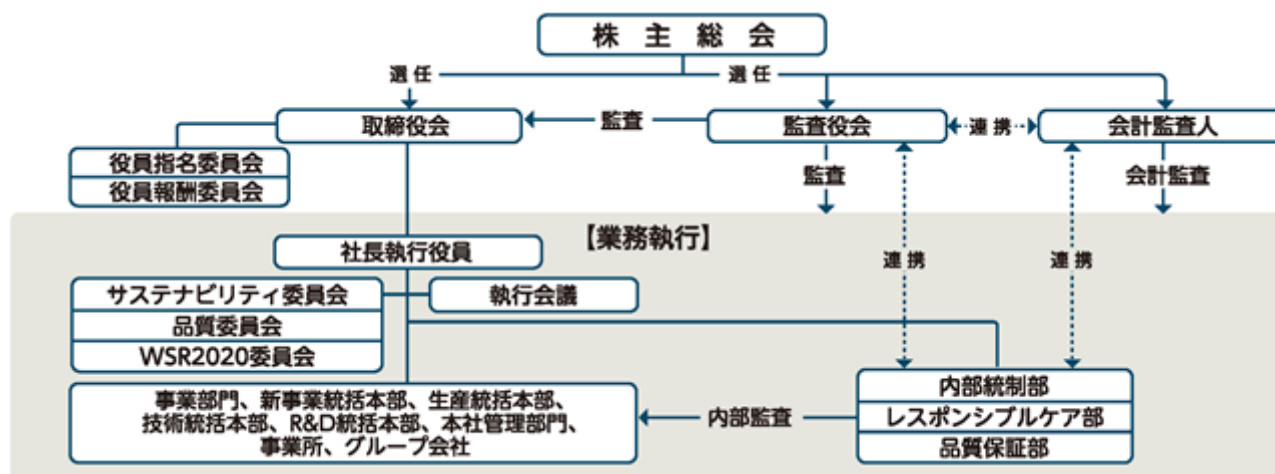 株主総会
選任
選任
取締役会
監査
監査役会
連携
会計監査人
役員指名委員会
役員報酬委員会
監査
会計監査
【業務執行】
社長執行役員
連携
連携
サステナビリティ委員会
執行会議
品質委員会
WSR2020委員会
事業部門、新事業統括本部、生産統括本部、
技術統括本部、R&D統括本部、本社管理部門、
事業所、グループ会社
内部監査
内部統制部
レスポンシブルケア部
品質保証部